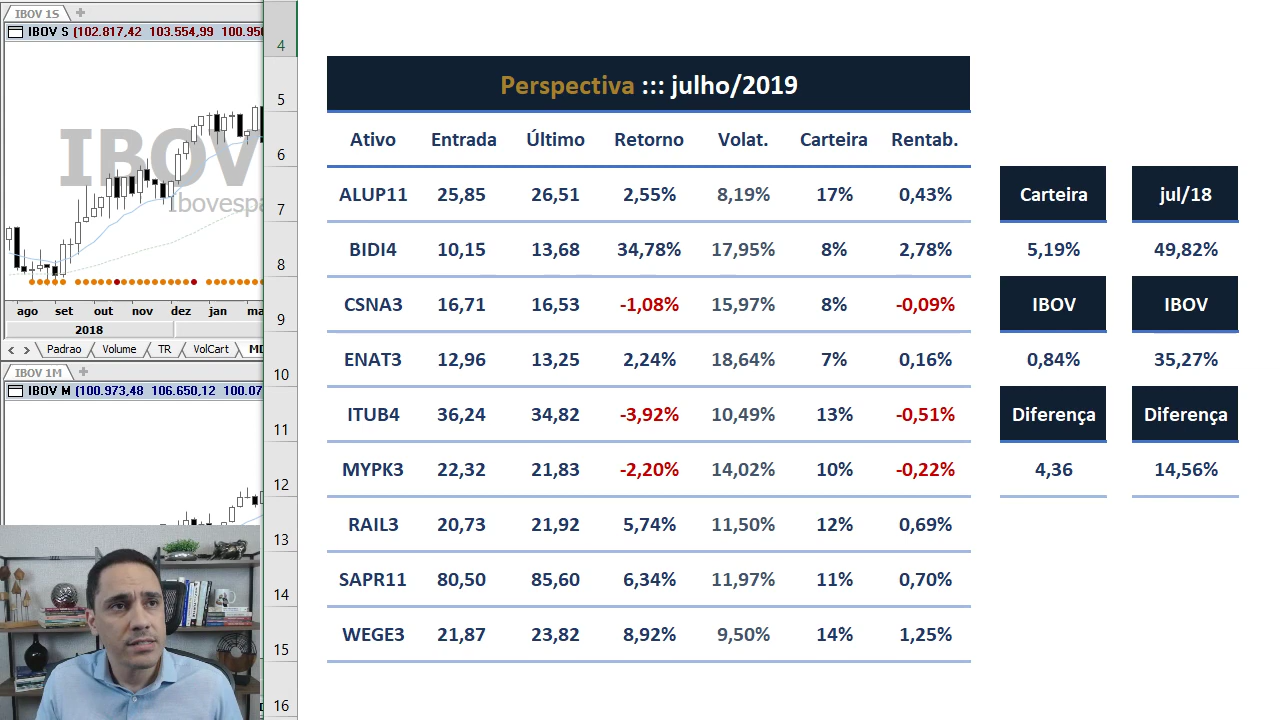 IBOV 1S
IBOV S (102.817,42 103.554,99 100.950
IBOV
Ibovespa
ago set out nov dez jan
2018
Padrao Volume TR VolCart
IBOV 1M
IBOV M (100.973,48 106.650,12 100.07
4
5
6
7
8
9
10
11
12
13
14
15
16
Perspectiva ::: julho/2019
Ativo Entrada Último Retorno Volat. Carteira Rentab.
ALUP11 25,85 26,51 2,55% 8,19% 17% 0,43%
BIDI4 10,15 13,68 34,78% 17,95% 8% 2,78%
CSNA3 16,71 16,53 -1,08% 15,97% 8% -0,09%
ENAT3 12,96 13,25 2,24% 18,64% 7% 0,16%
ITUB4 36,24 34,82 -3,92% 10,49% 13% -0,51%
MYPK3 22,32 21,83 -2,20% 14,02% 10% -0,22%
RAIL3 20,73 21,92 5,74% 11,50% 12% 0,69%
SAPR11 80,50 85,60 6,34% 11,97% 11% 0,70%
WEGE3 21,87 23,82 8,92% 9,50% 14% 1,25%
Carteira jul/18
5,19% 49,82%
IBOV IBOV
0,84% 35,27%
Diferença Diferença
4,36 14,56%